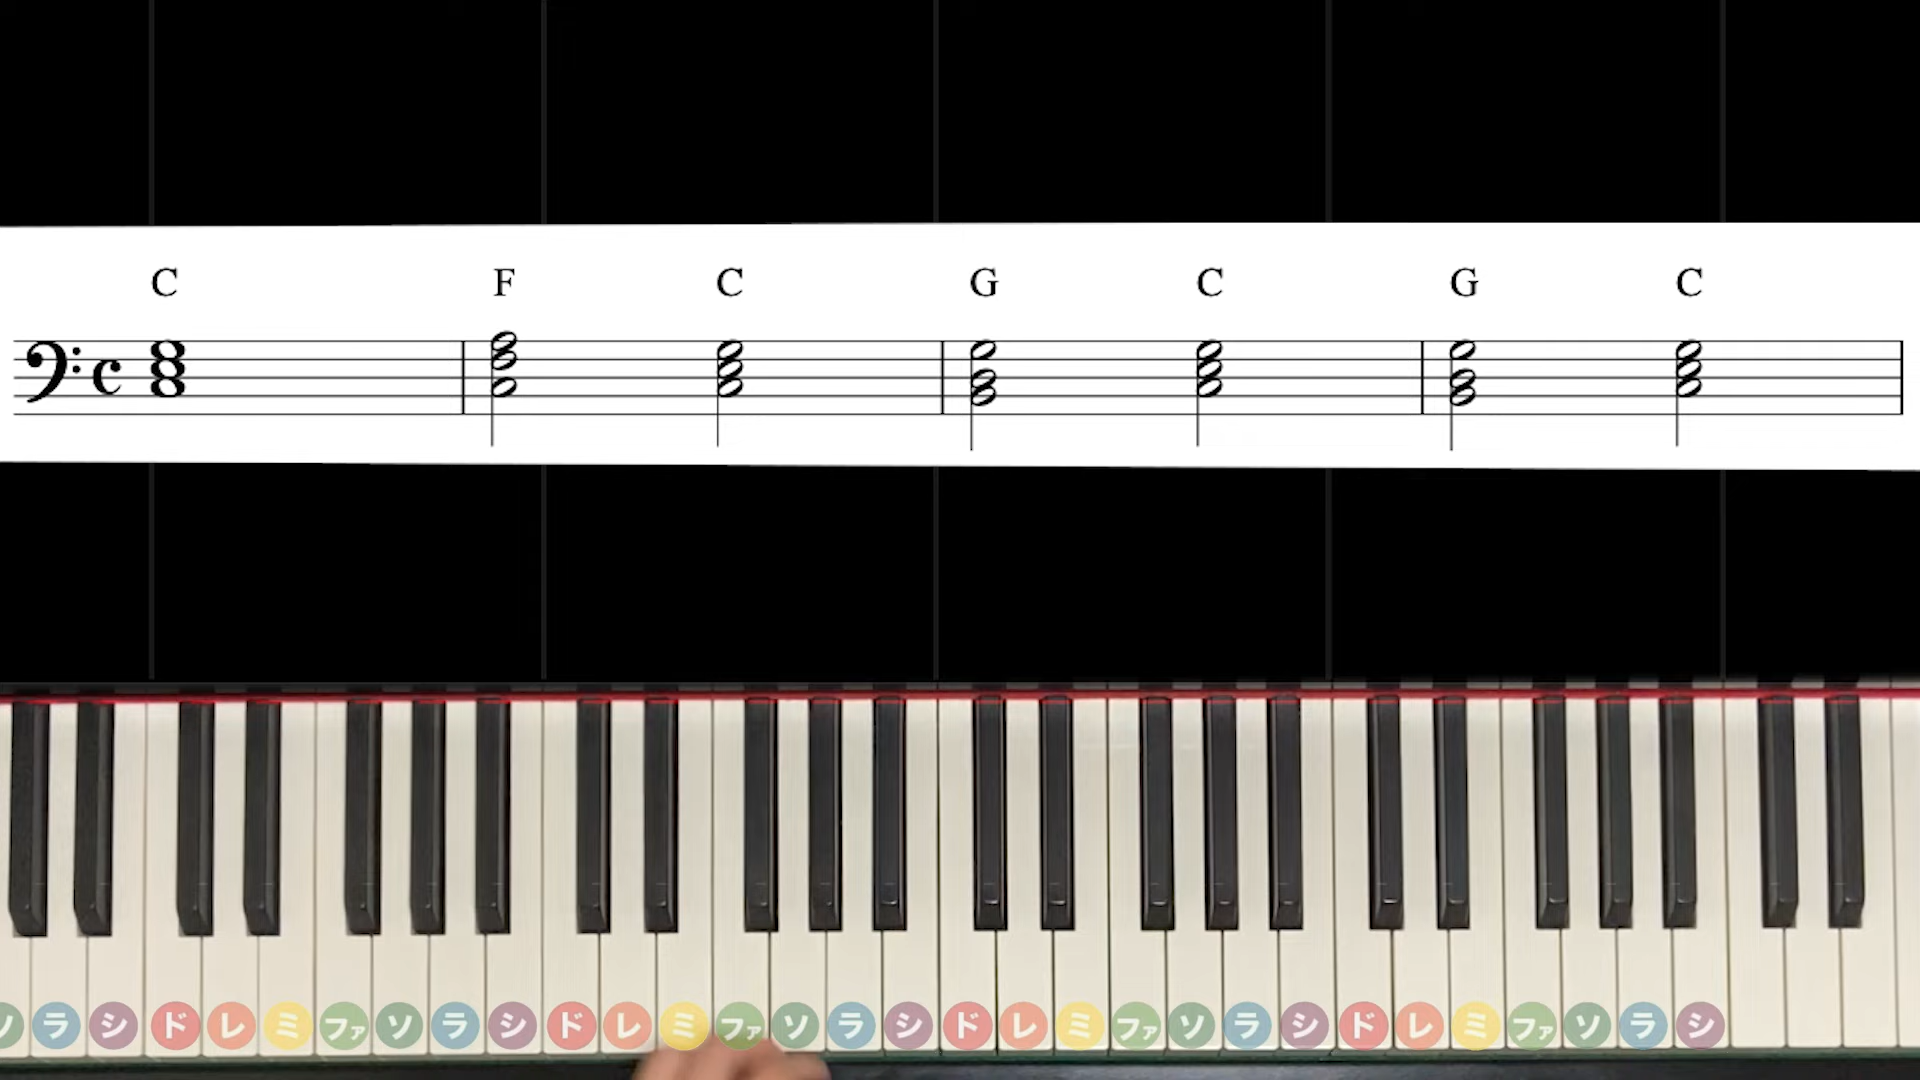 C F C G C G C
ソ ラ シ ド レ ミ ファ ソ ラ シ ド レ ミ ファ ソ ラ シ ド レ ミ ファ ソ ラ シ ド レ ミ ファ ソ ラ シ